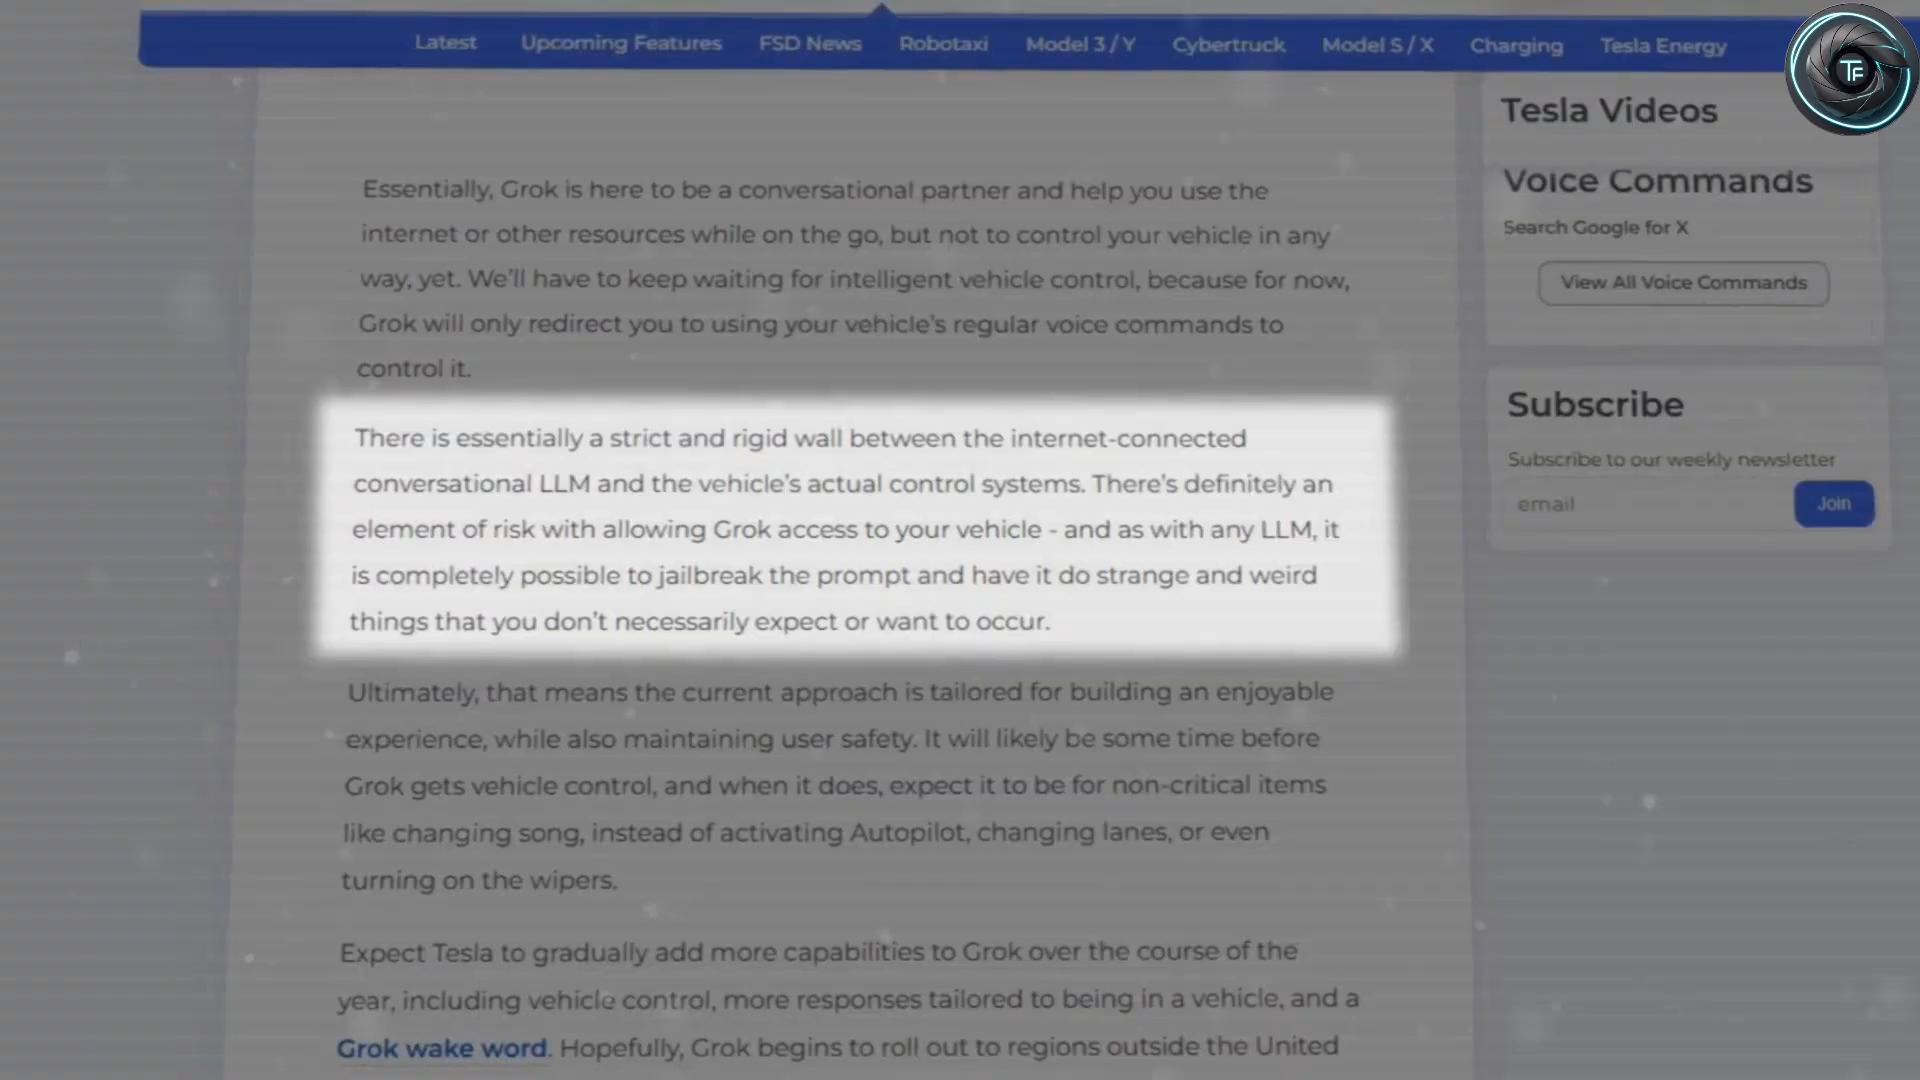 Latest Upcoming Features FSD News Robotaxi Model 3 / Y Cybertruck Model S / X Charging Tesla Energy
TF
Essentially, Grok is here to be a conversational partner and help you use the
internet or other resources while on the go, but not to control your vehicle in any
way, yet. We'll have to keep waiting for intelligent vehicle control, because for now,
Grok will only redirect you to using your vehicle's regular voice commands to
control it.
There is essentially a strict and rigid wall between the internet-connected
conversational LLM and the vehicle's actual control systems. There's definitely an
element of risk with allowing Grok access to your vehicle - and as with any LLM, it
is completely possible to jailbreak the prompt and have it do strange and weird
things that you don't necessarily expect or want to occur.
Ultimately, that means the current approach is tailored for building an enjoyable
experience, while also maintaining user safety. It will likely be some time before
Grok gets vehicle control, and when it does, expect it to be for non-critical items
like changing song, instead of activating Autopilot, changing lanes, or even
turning on the wipers.
Expect Tesla to gradually add more capabilities to Grok over the course of the
year, including vehicle control, more responses tailored to being in a vehicle, and a
Grok wake word. Hopefully, Grok begins to roll out to regions outside the United
Tesla Videos
Voice Commands
Search Google for X
View All Voice Commands
Subscribe
Subscribe to our weekly newsletter
email
Join